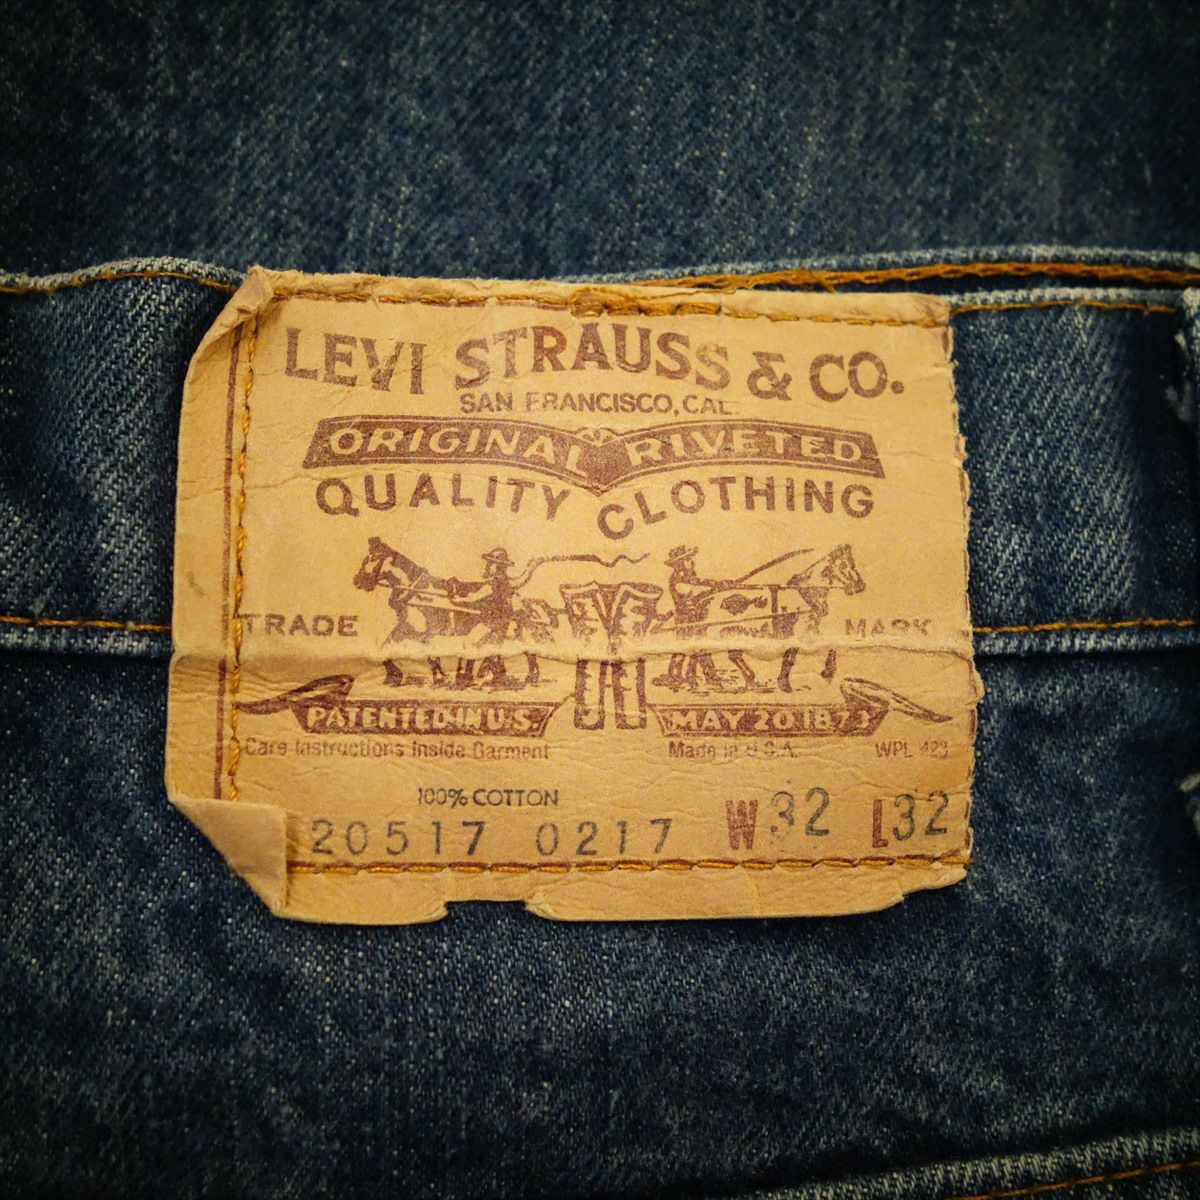 LEVI STRAUSS & CO.
SAN FRANCISCO, CAL.
ORIGINAL RIVETED
QUALITY CLOTHING
TRADE MARK
PATENTED IN U.S. MAY 20 1873
Care Instructions Inside Garment Made in U.S.A. WPL 423
100% COTTON
20517 0217 W32 L32